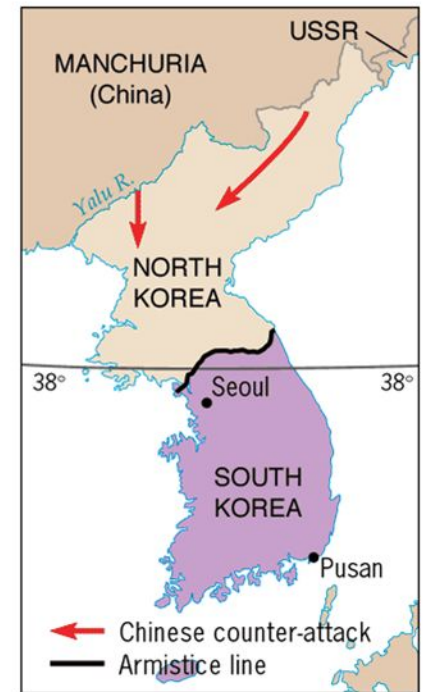 USSR
MANCHURIA
(China)
Yalu R.
NORTH
KOREA
38°
38°
Seoul
SOUTH
KOREA
Pusan
Chinese counter-attack
Armistice line